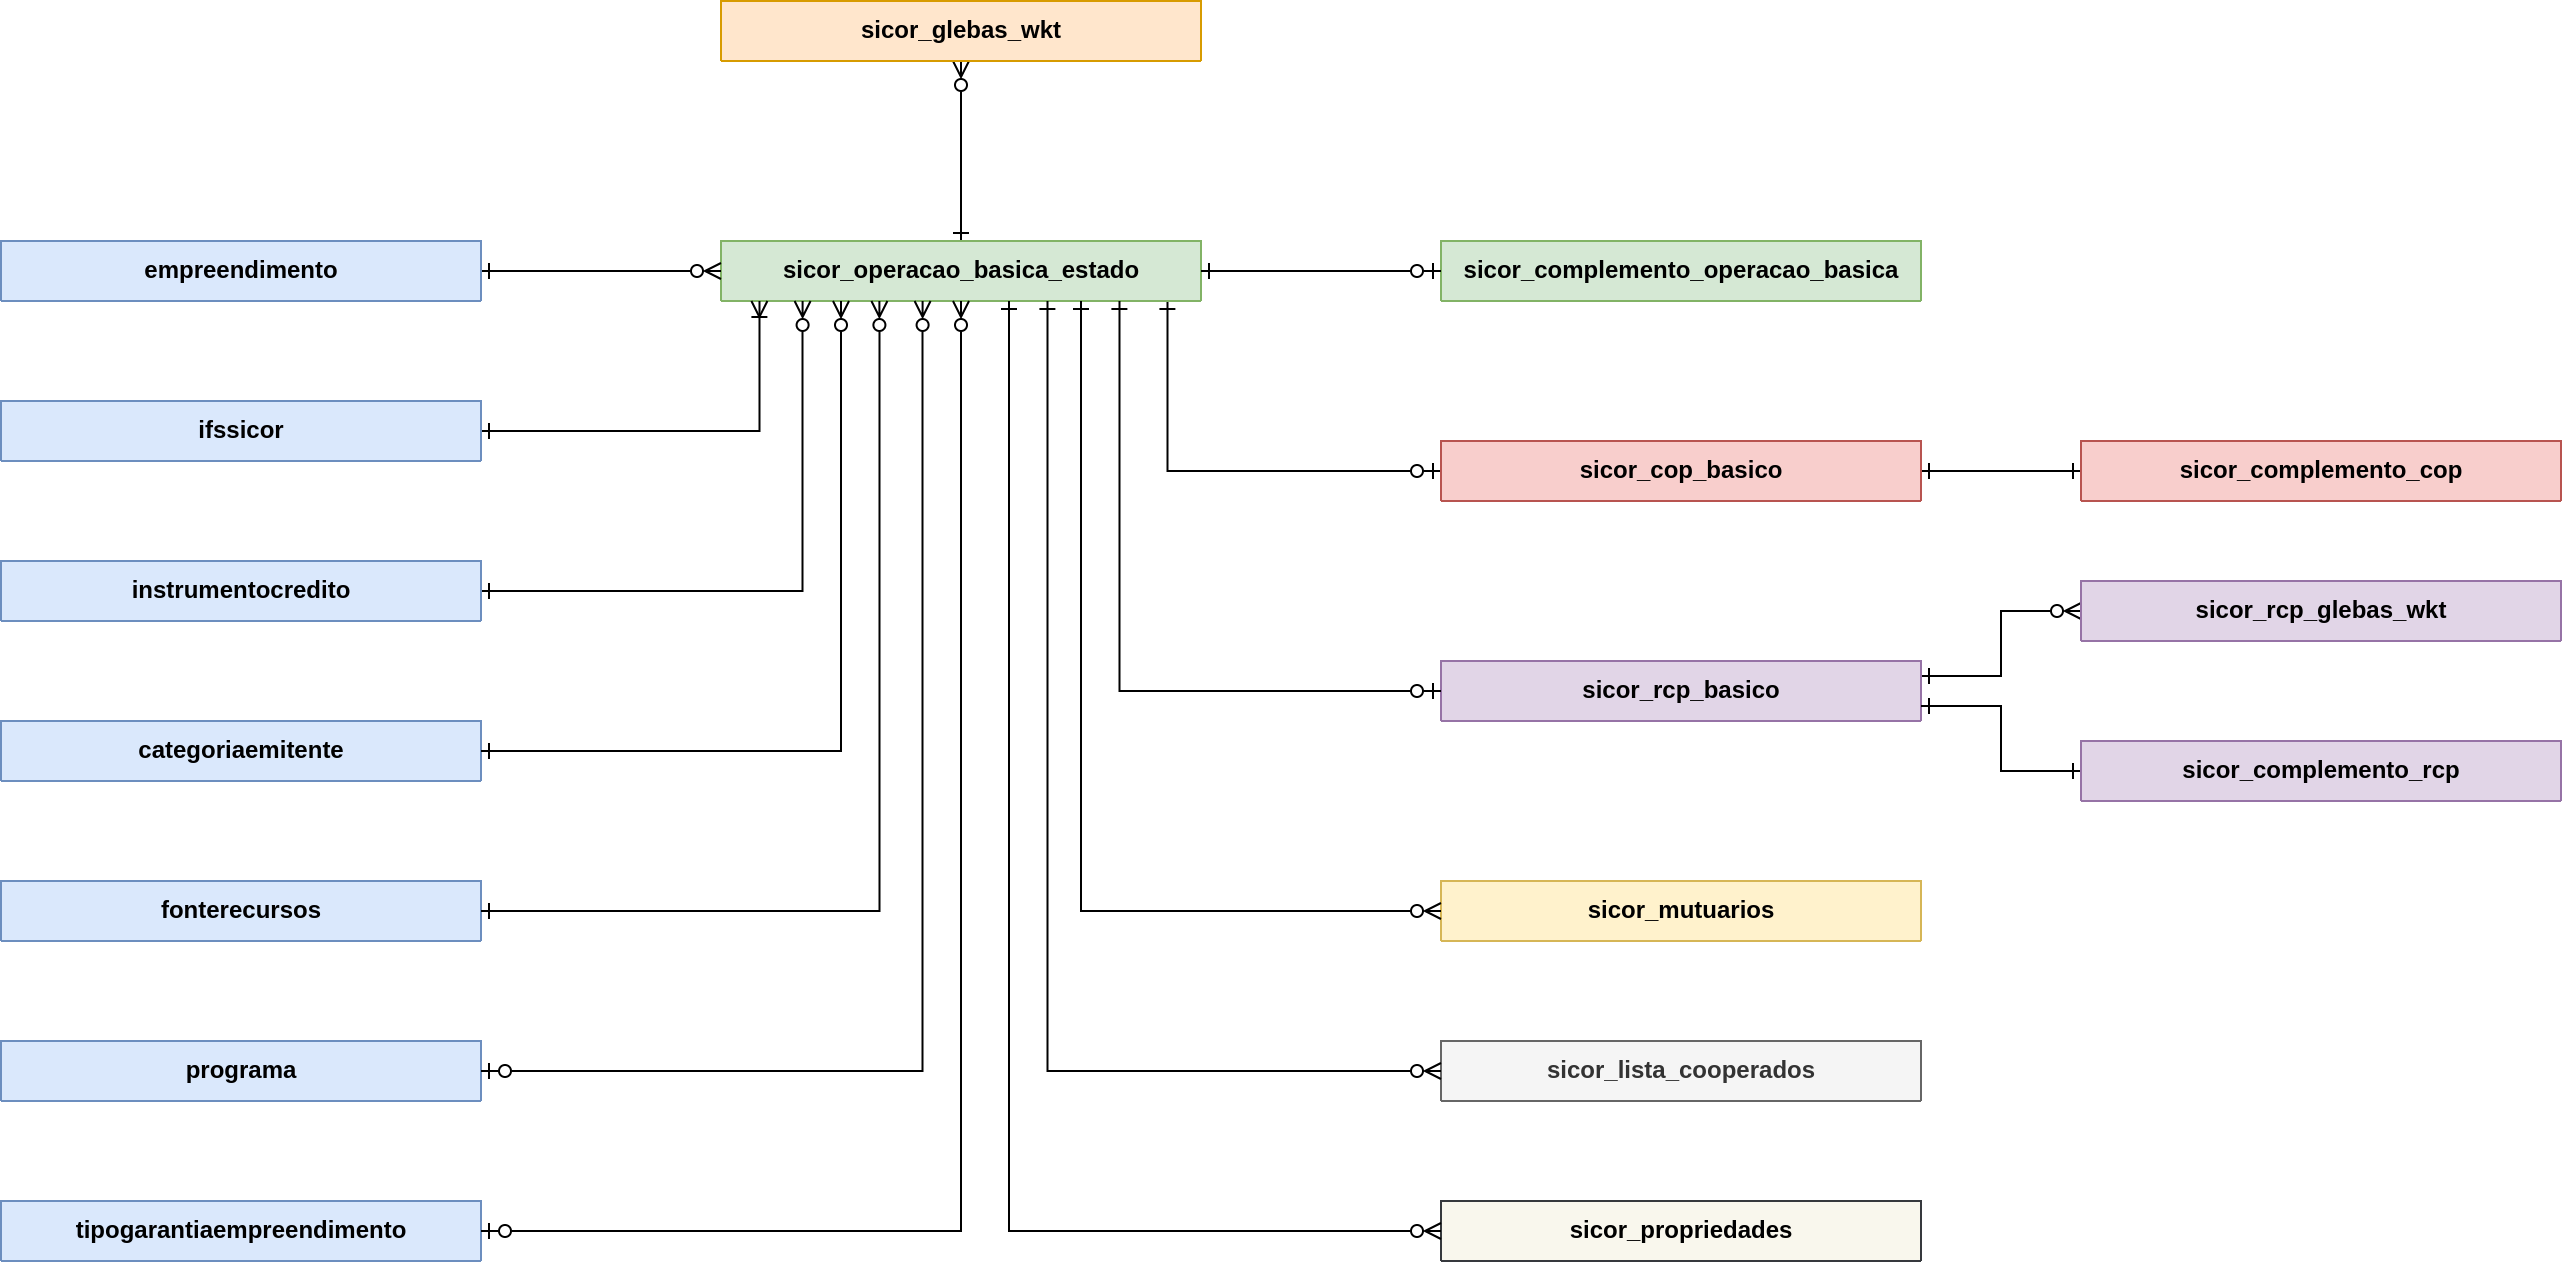 sicor_glebas_wkt
empreendimento
sicor_operacao_basica_estado
sicor_complemento_operacao_basica
ifssicor
sicor_cop_basico
sicor_complemento_cop
instrumentocredito
sicor_rcp_glebas_wkt
sicor_rcp_basico
categoriaemitente
sicor_complemento_rcp
fonterecursos
sicor_mutuarios
programa
sicor_lista_cooperados
tipogarantiaempreendimento
sicor_propriedades